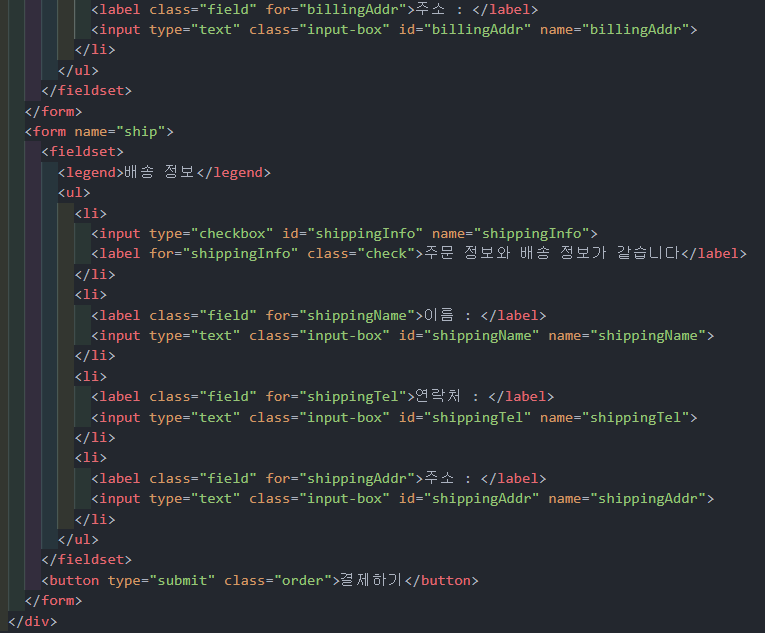 <label class="field" for="billingAddr">주소 : </label>
<input type="text" class="input-box" id="billingAddr" name="billingAddr">
</li>
</ul>
</fieldset>
</form>
<form name="ship">
<fieldset>
<legend>배송 정보</legend>
<ul>
<li>
<input type="checkbox" id="shippingInfo" name="shippingInfo">
<label for="shippingInfo" class="check">주문 정보와 배송 정보가 같습니다</label>
</li>
<li>
<label class="field" for="shippingName">이름 : </label>
<input type="text" class="input-box" id="shippingName" name="shippingName">
</li>
<li>
<label class="field" for="shippingTel">연락처 : </label>
<input type="text" class="input-box" id="shippingTel" name="shippingTel">
</li>
<li>
<label class="field" for="shippingAddr">주소 : </label>
<input type="text" class="input-box" id="shippingAddr" name="shippingAddr">
</li>
</ul>
</fieldset>
<button type="submit" class="order">결제하기</button>
</form>
</div>